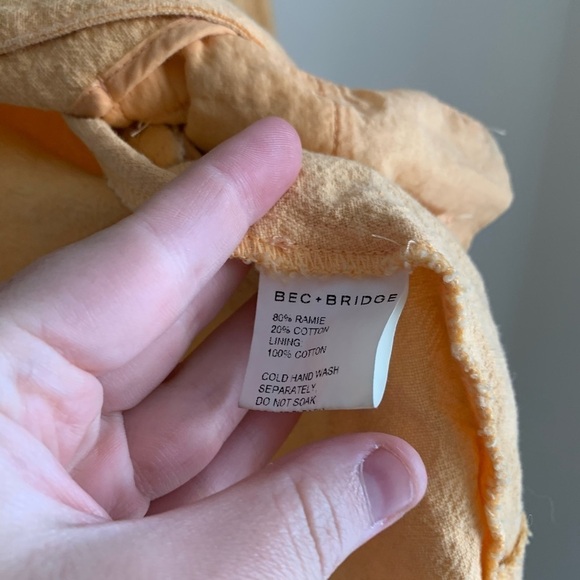 BEC+BRIDGE
80% RAMIE
20% COTTON
LINING
100% COTTON
COLD HAND WASH
SEPARATELY.
DO NOT SOAK